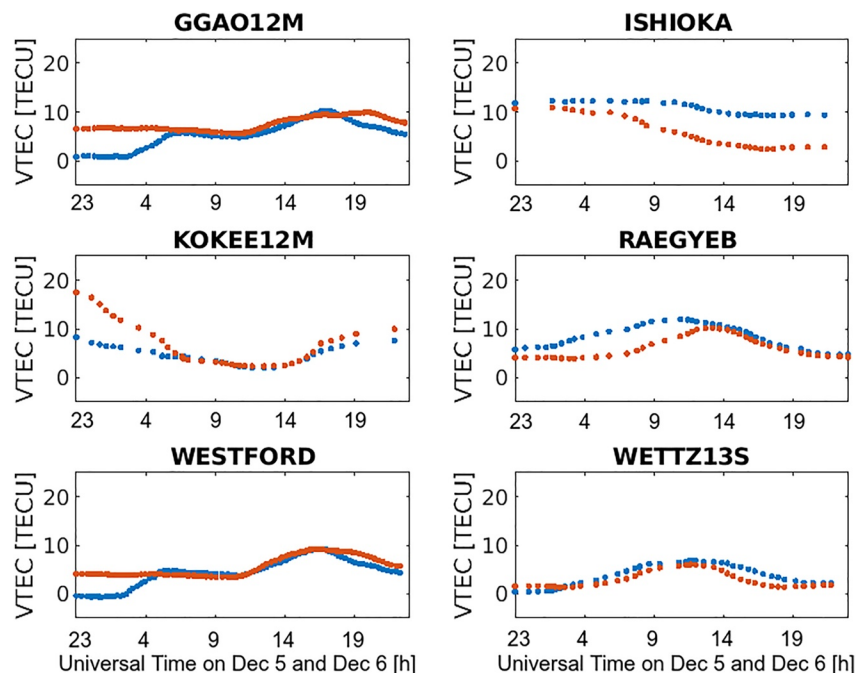 GGAO12M
ISHIOKA
VTEC [TECU]
20
10
0
23 4 9 14 19
VTEC [TECU]
20
10
0
23 4 9 14 19
KOKEE12M
RAEGYEB
VTEC [TECU]
20
10
0
23 4 9 14 19
VTEC [TECU]
20
10
0
23 4 9 14 19
WESTFORD
WETTZ13S
VTEC [TECU]
20
10
0
23 4 9 14 19
VTEC [TECU]
20
10
0
23 4 9 14 19
Universal Time on Dec 5 and Dec 6 [h]
Universal Time on Dec 5 and Dec 6 [h]